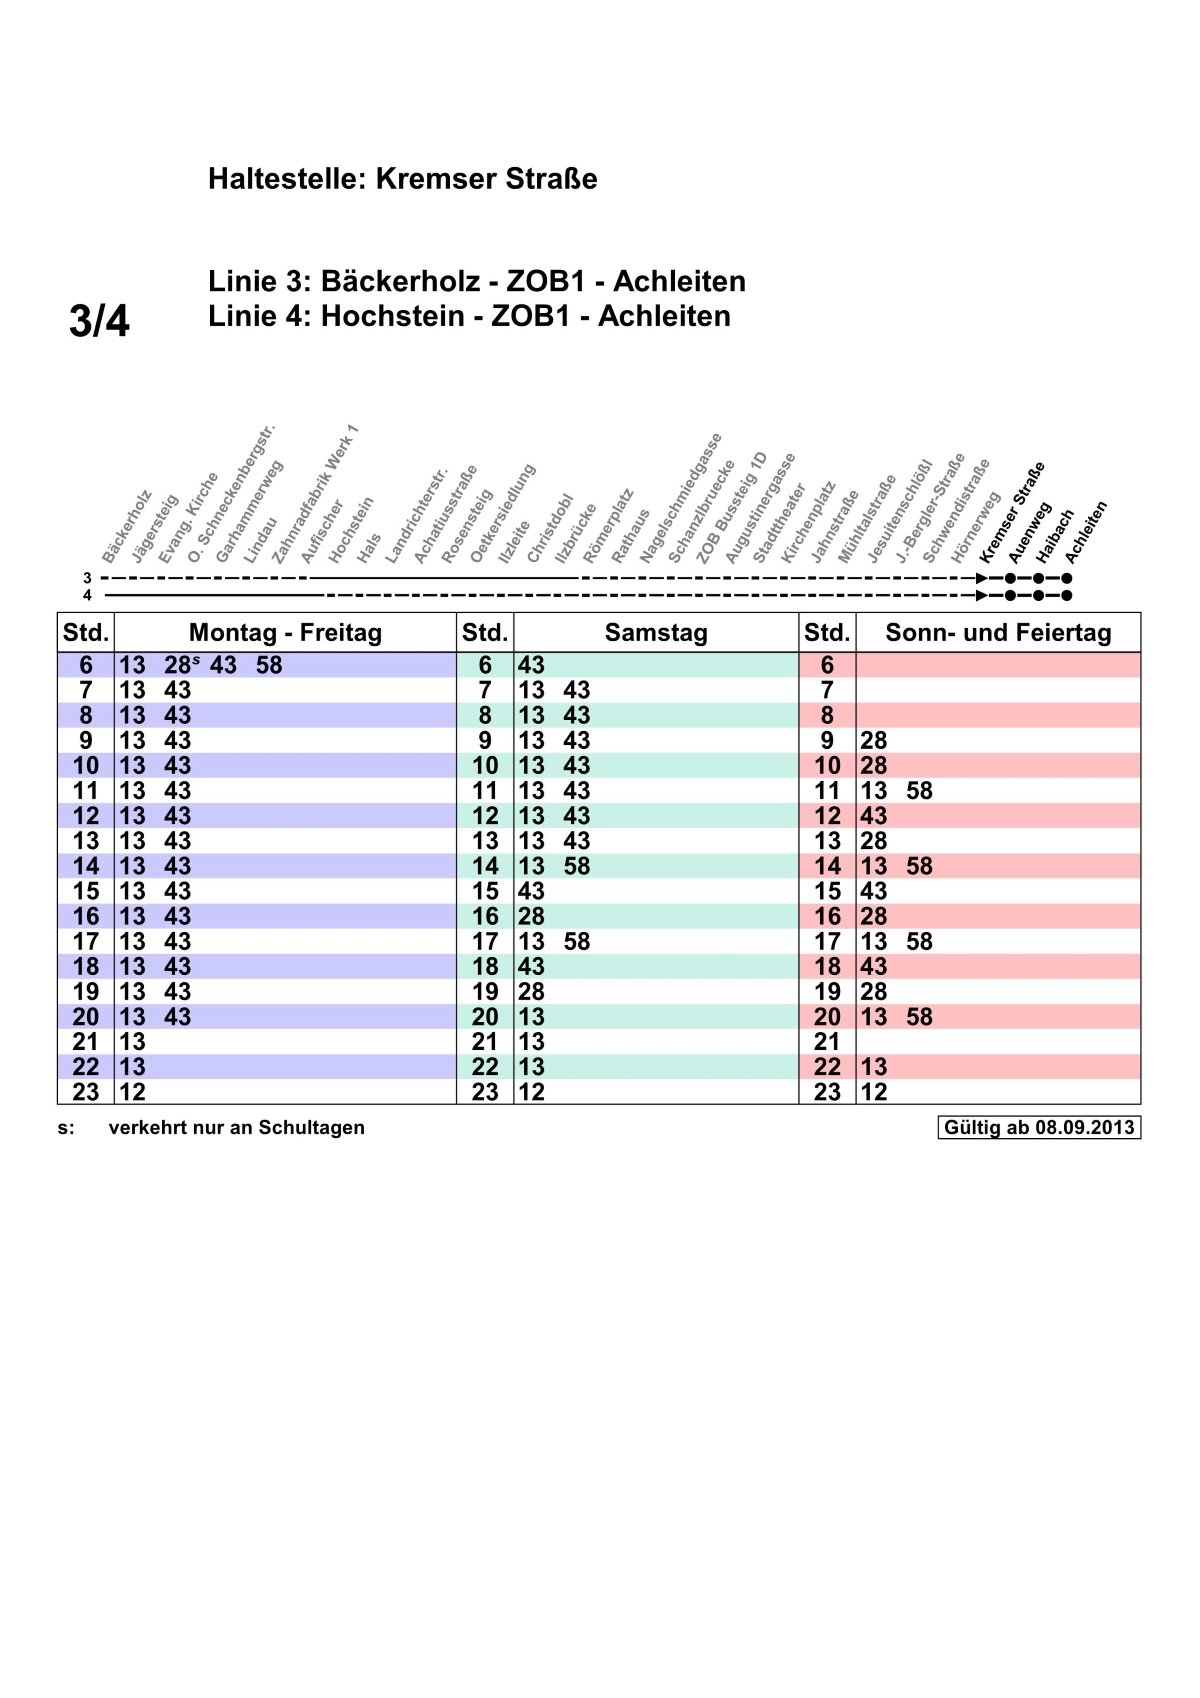 Haltestelle: Kremser Straße
Linie 3: Bäckerholz - ZOB1 - Achleiten
3/4 Linie 4: Hochstein - ZOB1 - Achleiten
Bäckerholz
Jägersteig
Evang. Kirche
O. Schneckenbergstr.
Garhammerweg
Lindau
Zahnradfabrik Werk 1
Aufischer
Hochstein
Hals
Landrichterstr.
Achatiusstraße
Rosensteig
Oetkersiedlung
Ilzleite
Christdobl
Ilzbrücke
Römerplatz
Rathaus
Nagelschmiedgasse
Schanzlbruecke
ZOB Bussteig 1D
Augustinergasse
Stadttheater
Kirchenplatz
Jahnstraße
Mühltalstraße
Jesuitenschlößl
J.-Bergler-Straße
Schwendistraße
Hörnerweg
Kremser Straße
Auenweg
Haibach
Achleiten
3
4
Std. Montag - Freitag Std. Samstag Std. Sonn- und Feiertag
6 13 28s 43 58 6 43 6
7 13 43 7 13 43 7
8 13 43 8 13 43 8
9 13 43 9 13 43 9 28
10 13 43 10 13 43 10 28
11 13 43 11 13 43 11 13 58
12 13 43 12 13 43 12 43
13 13 43 13 13 43 13 28
14 13 43 14 13 58 14 13 58
15 13 43 15 43 15 43
16 13 43 16 28 16 28
17 13 43 17 13 58 17 13 58
18 13 43 18 43 18 43
19 13 43 19 28 19 28
20 13 43 20 13 20 13 58
21 13 21 13 21
22 13 22 13 22 13
23 12 23 12 23 12
s: verkehrt nur an Schultagen Gültig ab 08.09.2013